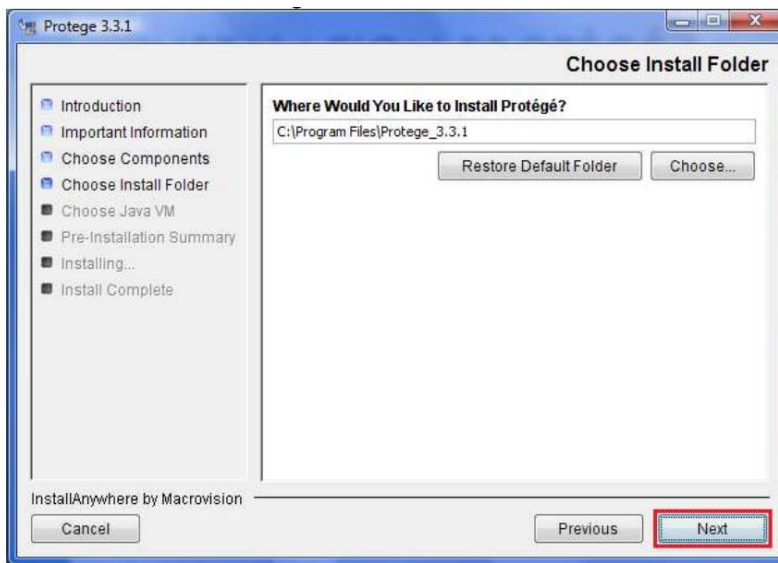 Protege 3.3.1
Choose Install Folder
Introduction
Important Information
Choose Components
Choose Install Folder
Choose Java VM
Pre-Installation Summary
Installing...
Install Complete
Where Would You Like to Install Protégé?
C:\Program Files\Protege_3.3.1
Restore Default Folder
Choose...
InstallAnywhere by Macrovision
Cancel
Previous
Next